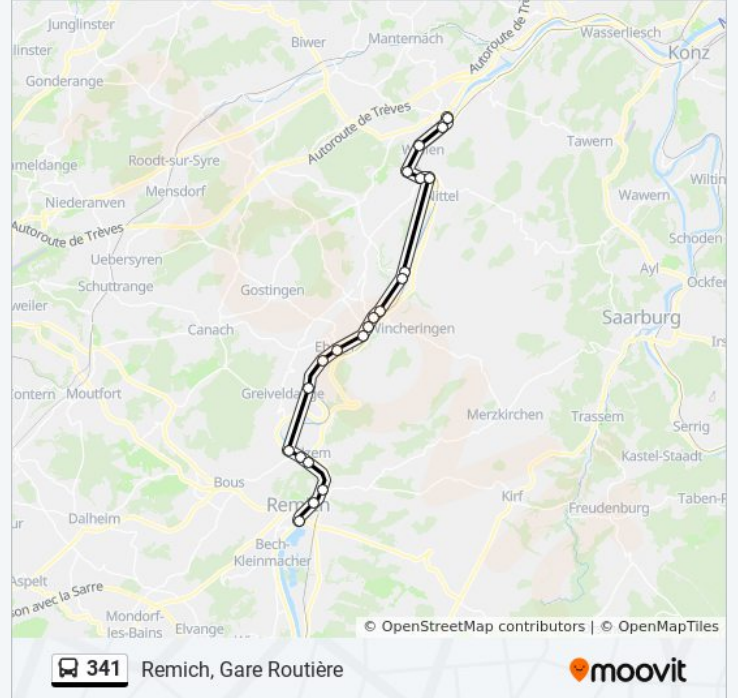 Junglinster
Biwer
Manternach
Autoroute de Trè
Wasserliesch
Konz
linster
Gonderange
Autoroute de Trèves
Tawern
ameldange
Roodt-sur-Syre
Mensdorf
Nittel
Wiltin
Niederanven
Wawern
Autoroute de Trèves
Uebersyren
Schoden
Schuttrange
Gostingen
Ayl
Ockfe
weiler
Canach
Wincheringen
Saarburg
Irs
Eh
Contern
Moutfort
Greiveldange
Merzkirchen
Trassem
Serrig
Kastel-Staadt
Bous
Remich
Kirf
Taben-R
Dalheim
Freudenburg
Bech-
Kleinmacher
Aspelt
son avec la Sarre
Mondorf-
les-Bains
Elvange
© OpenStreetMap contributors | © OpenMapTiles
341 Remich, Gare Routière
moovit